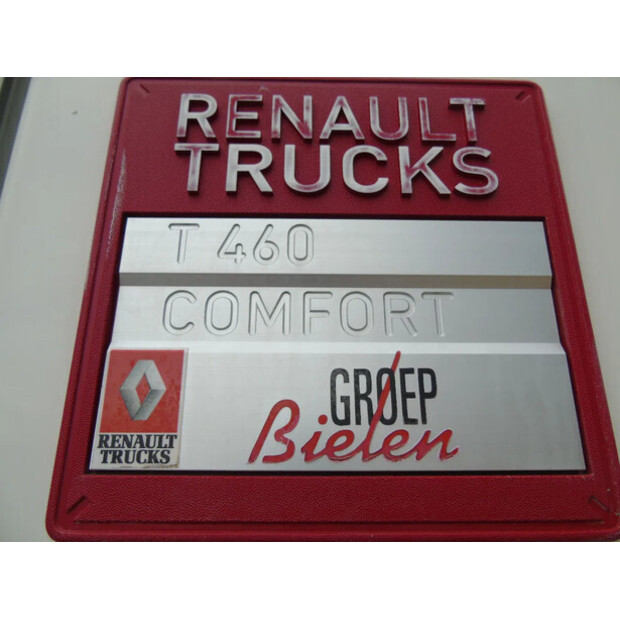 RENAULT
TRUCKS
T 460
COMFORT
RENAULT
TRUCKS
GROEP
Bielen